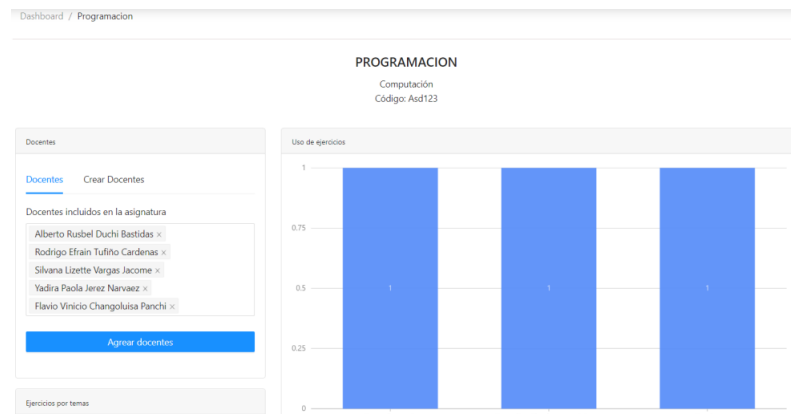 Dashboard / Programacion
PROGRAMACION
Computación
Código: Asd123
Docentes
Docentes Crear Docentes
Docentes incluidos en la asignatura
Alberto Rusbel Duchi Bastidas ×
Rodrigo Efrain Tufiño Cardenas ×
Silvana Lizette Vargas Jacome ×
Yadira Paola Jerez Narvaez ×
Flavio Vinicio Changoluisa Panchi ×
Agrear docentes
Ejercicios por temas
Uso de ejercicios
1
0.75
0.5
0.25
0
1 1 1